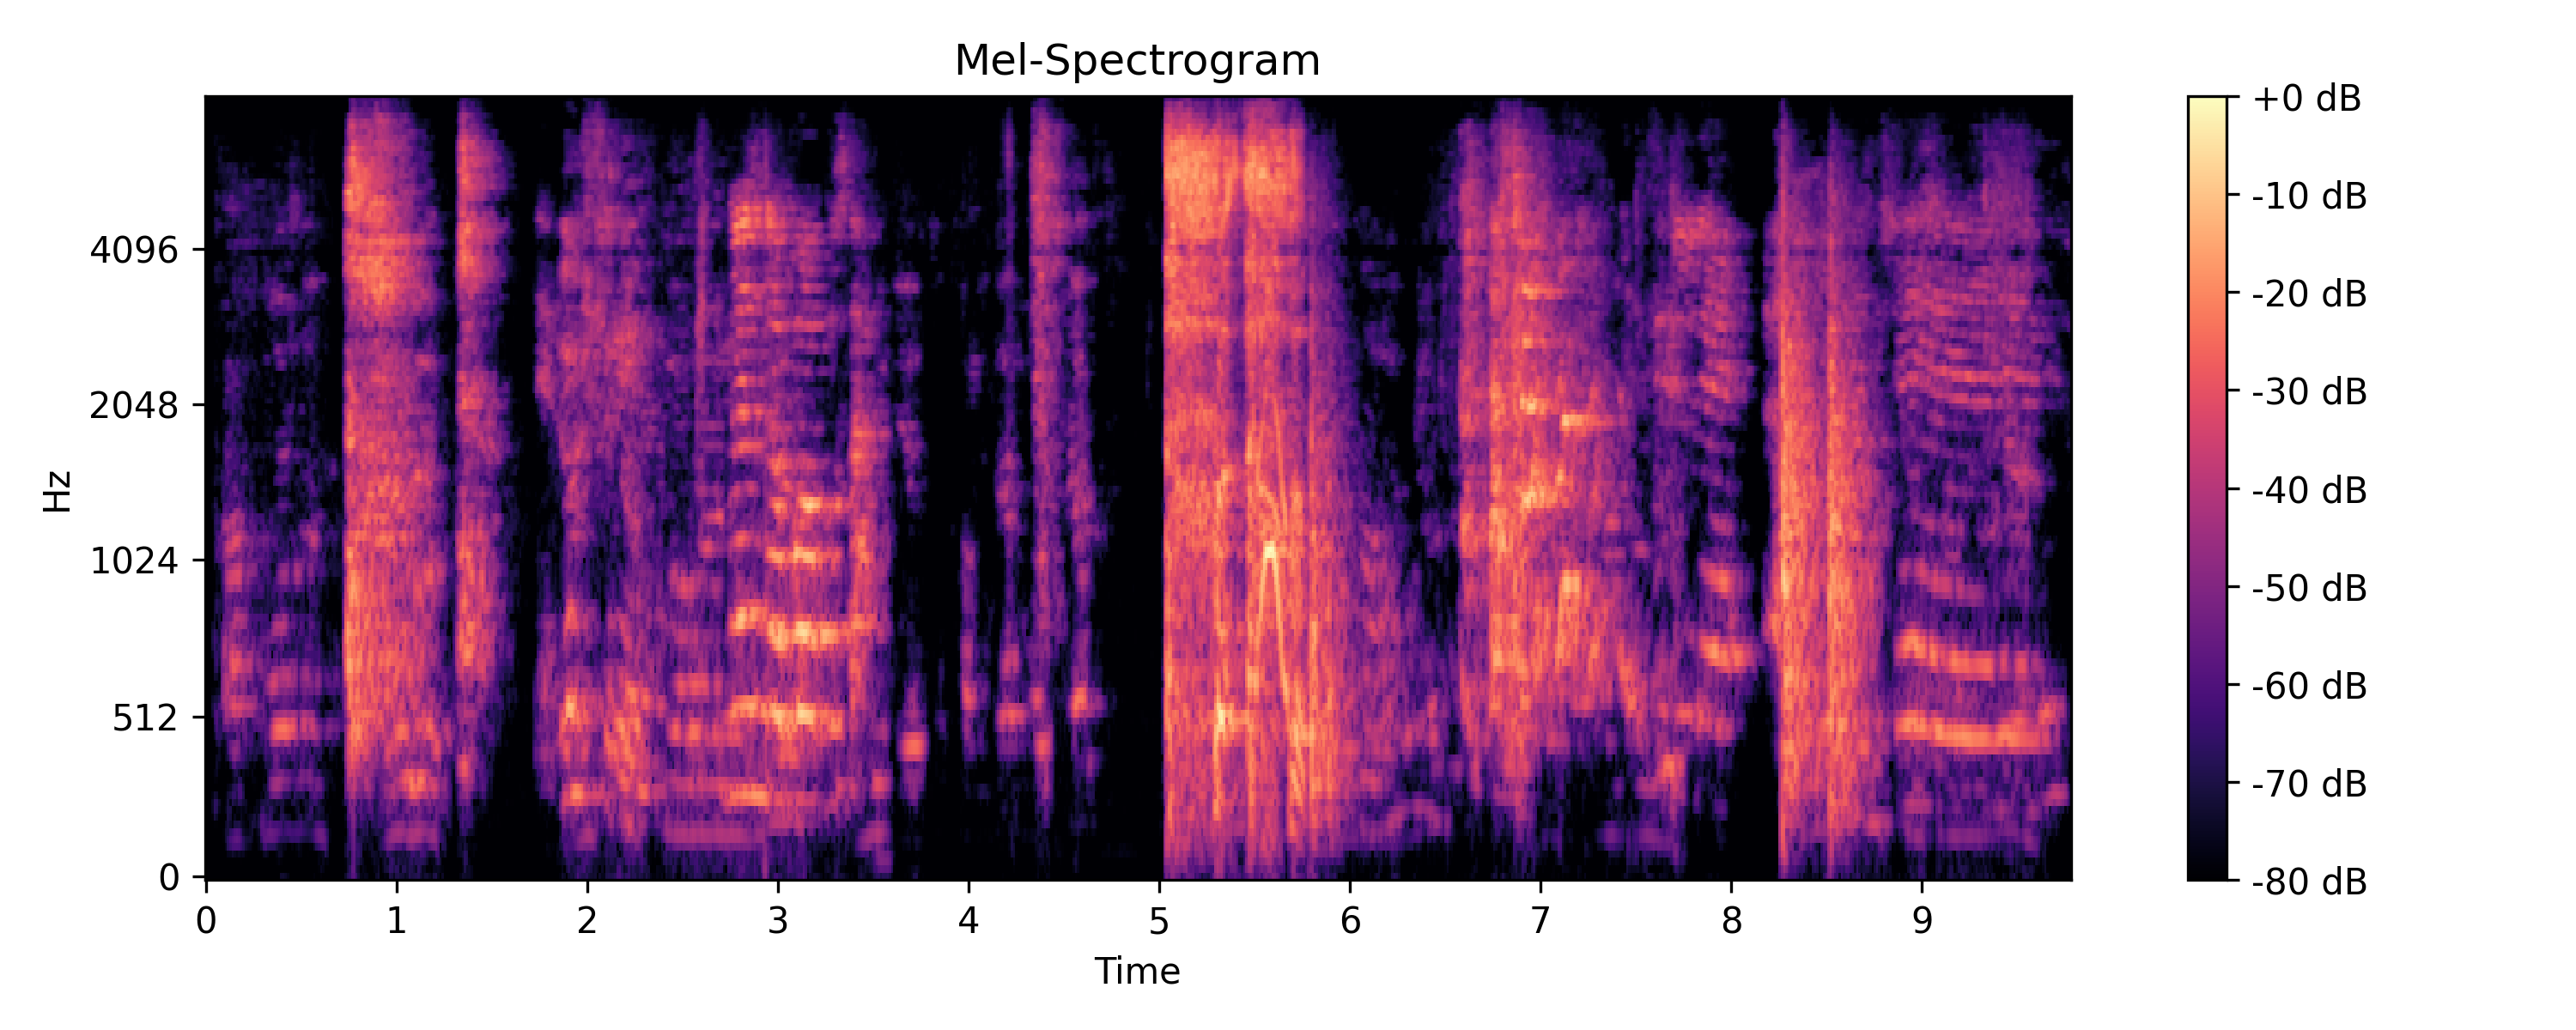 Mel-Spectrogram
+0 dB
-10 dB
-20 dB
-30 dB
-40 dB
-50 dB
-60 dB
-70 dB
-80 dB
Hz
4096
2048
1024
512
0
0 1 2 3 4 5 6 7 8 9
Time